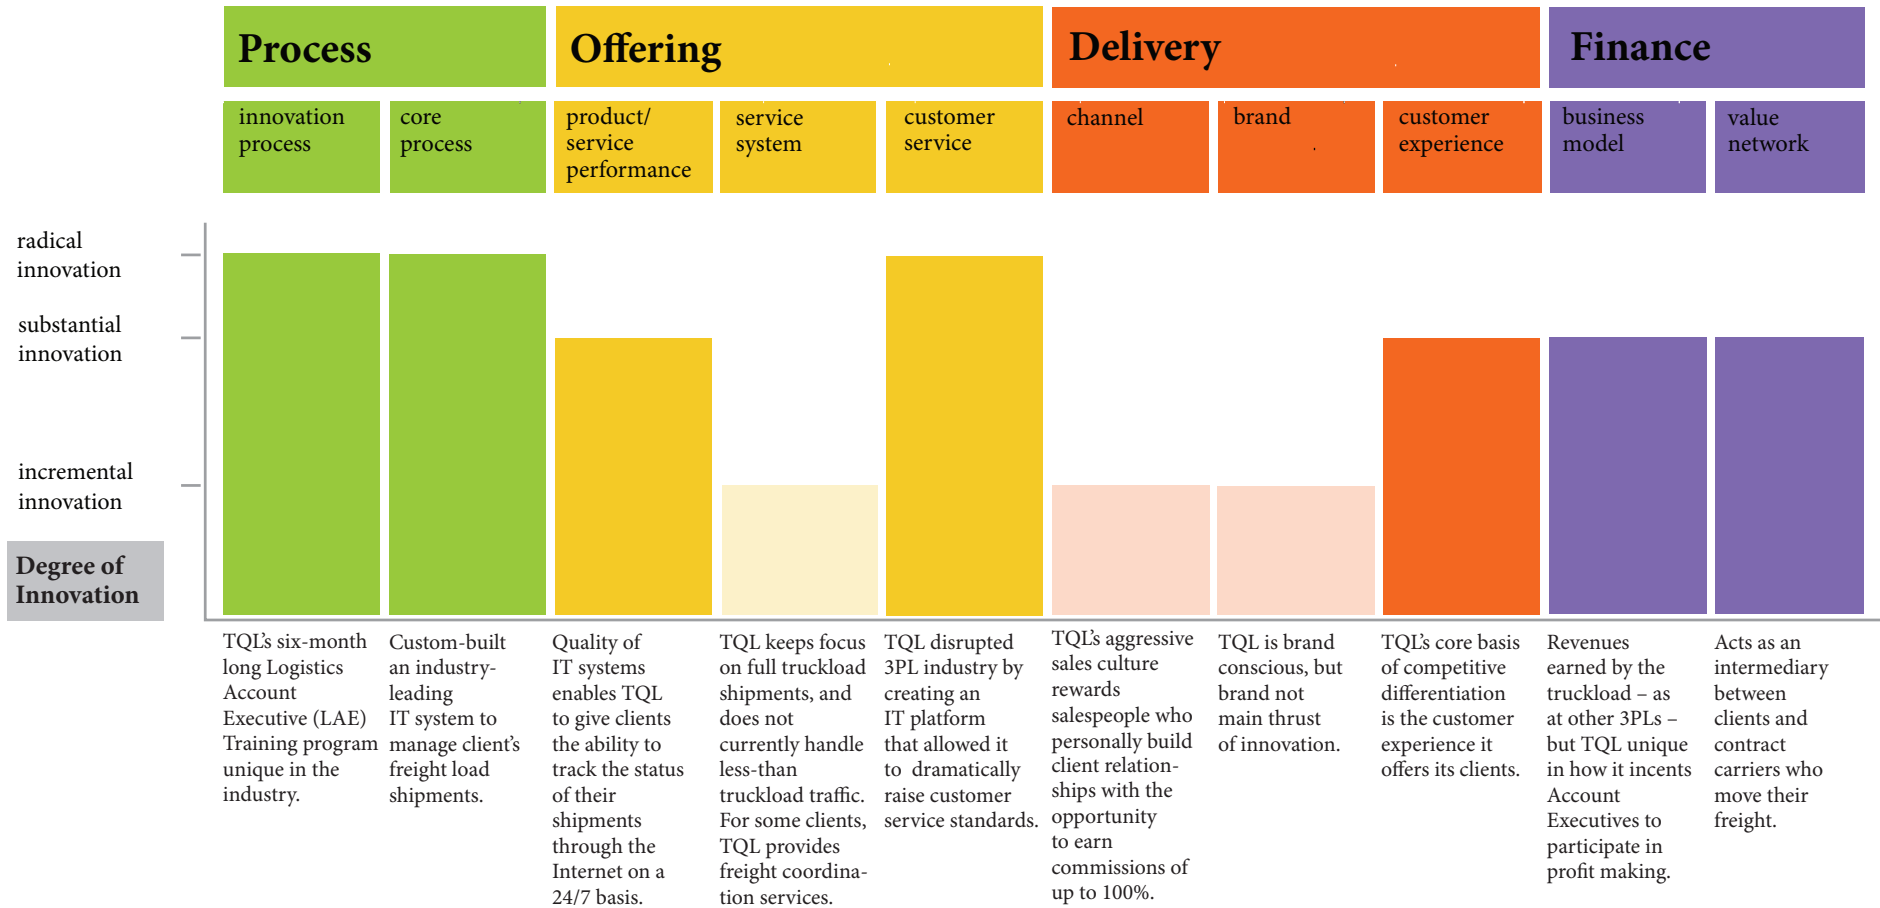 Process
Offering
Delivery
Finance
innovation
process
core
process
product/
service
performance
service
system
customer
service
channel
brand
customer
experience
business
model
value
network
radical
innovation
substantial
innovation
incremental
innovation
Degree of
Innovation
TQL's six-month
long Logistics
Account
Executive (LAE)
Training program
unique in the
industry.
Custom-built
an industry-
leading
IT system to
manage client's
freight load
shipments.
Quality of
IT systems
enables TQL
to give clients
the ability to
track the status
of their
shipments
through the
Internet on a
24/7 basis.
TQL keeps focus
on full truckload
shipments, and
does not
currently handle
less-than
truckload traffic.
For some clients,
TQL provides
freight coordina-
tion services.
TQL disrupted
3PL industry by
creating an
IT platform
that allowed it
to dramatically
raise customer
service standards.
TQL's aggressive
sales culture
rewards
salespeople who
personally build
client relation-
ships with the
opportunity
to earn
commissions of
up to 100%.
TQL is brand
conscious, but
brand not
main thrust
of innovation.
TQL's core basis
of competitive
differentiation
is the customer
experience it
offers its clients.
Revenues
earned by the
truckload – as
at other 3PLs –
but TQL unique
in how it incents
Account
Executives to
participate in
profit making.
Acts as an
intermediary
between
clients and
contract
carriers who
move their
freight.